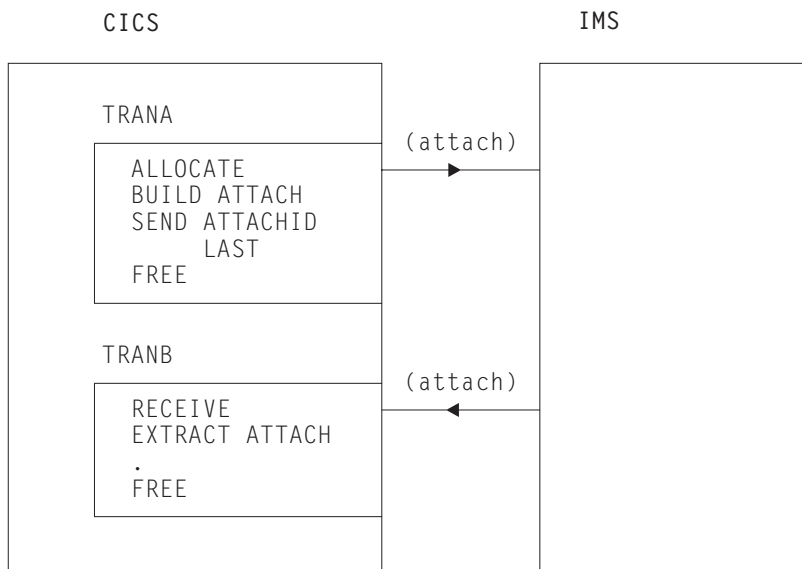 CICS
IMS
TRANA
(attach)
ALLOCATE
BUILD ATTACH
SEND ATTACHID
LAST
FREE
TRANB
(attach)
RECEIVE
EXTRACT ATTACH
.
FREE